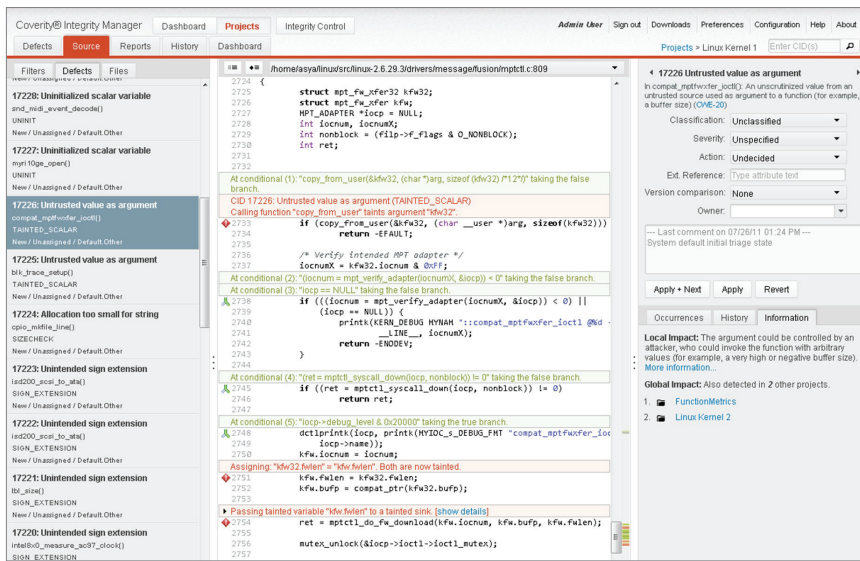 Coverity® Integrity Manager
Dashboard
Projects
Integrity Control
Admin User
Sign out
Downloads
Preferences
Configuration
Help
About
Defects
Source
Reports
History
Dashboard
Projects > Linux Kernel 1
Enter CID(s)
Filters
Defects
Files
New / Unassigned / Default.Other
17228: Uninitialized scalar variable
snd_midi_event_decode()
UNINIT
New / Unassigned / Default.Other
17227: Uninitialized scalar variable
myri10ge_open()
UNINIT
New / Unassigned / Default.Other
17226: Untrusted value as argument
compat_mptfwxfer_ioctl()
TAINTED_SCALAR
New / Unassigned / Default.Other
17225: Untrusted value as argument
blk_trace_setup()
TAINTED_SCALAR
New / Unassigned / Default.Other
17224: Allocation too small for string
cpio_mkfile_line()
SIZECHECK
New / Unassigned / Default.Other
17223: Unintended sign extension
isd200_scsi_to_ata()
SIGN_EXTENSION
New / Unassigned / Default.Other
17222: Unintended sign extension
isd200_scsi_to_ata()
SIGN_EXTENSION
New / Unassigned / Default.Other
17221: Unintended sign extension
lbl_size()
SIGN_EXTENSION
New / Unassigned / Default.Other
17220: Unintended sign extension
intel8x0_measure_ac97_clock()
SIGN EXTENSION
/home/asya/linux/src/linux-2.6.29.3/drivers/message/fusion/mptctl.c:809
2724 {
2725 struct mpt_fw_xfer32 kfw32;
2726 struct mpt_fw_xfer kfw;
2727 MPT_ADAPTER *iocp = NULL;
2728 int iocnum, iocnumX;
2729 int nonblock = (filp->f_flags & O_NONBLOCK);
2730 int ret;
2731
2732
At conditional (1): "copy_from_user(&kfw32, (char *)arg, sizeof (kfw32) /*12*/)" taking the false
branch.
CID 17226: Untrusted value as argument (TAINTED_SCALAR)
Calling function "copy_from_user" taints argument "kfw32".
2733 if (copy_from_user(&kfw32, (char __user *)arg, sizeof(kfw32)))
2734 return -EFAULT;
2735
2736 /* Verify intended MPT adapter */
2737 iocnumX = kfw32.iocnum & 0xFF;
At conditional (2): "(iocnum = mpt_verify_adapter(iocnumX, &iocp)) < 0" taking the false branch.
At conditional (3): "iocp == NULL" taking the false branch.
2738 if (((iocnum = mpt_verify_adapter(iocnumX, &iocp)) < 0) ||
2739 (iocp == NULL)) {
2740 printk(KERN_DEBUG MYNAM "::compat_mptfwxfer_ioctl @%d -
2741 __LINE__, iocnumX);
2742 return -ENODEV;
2743 }
2744
At conditional (4): "(ret = mptctl_syscall_down(iocp, nonblock)) != 0" taking the false branch.
2745 if ((ret = mptctl_syscall_down(iocp, nonblock)) != 0)
2746 return ret;
2747
At conditional (5): "iocp->debug_level & 0x20000" taking the true branch.
2748 dctlprintk(iocp, printk(MYIOC_s_DEBUG_FMT "compat_mptfwxfer_ioc
2749 iocp->name));
2750 kfw.iocnum = iocnum;
Assigning: "kfw32.fwlen" = "kfw.fwlen". Both are now tainted.
2751 kfw.fwlen = kfw32.fwlen;
2752 kfw.bufp = compat_ptr(kfw32.bufp);
2753
Passing tainted variable "kfw.fwlen" to a tainted sink. [show details]
2754 ret = mptctl_do_fw_download(kfw.iocnum, kfw.bufp, kfw.fwlen);
2755
2756 mutex_unlock(&iocp->ioctl->ioctl_mutex);
2757
17226 Untrusted value as argument
In compat_mptfwxfer_ioctl(): An unscrutinized value from an
untrusted source used as argument to a function (for example,
a buffer size) (CWE-20)
Classification: Unclassified
Severity: Unspecified
Action: Undecided
Ext. Reference: Type attribute text
Version comparison: None
Owner:
--- Last comment on 07/26/11 01:24 PM ---
System default initial triage state
Apply + Next
Apply
Revert
Occurrences
History
Information
Local Impact: The argument could be controlled by an
attacker, who could invoke the function with arbitrary
values (for example, a very high or negative buffer size).
More information...
Global Impact: Also detected in 2 other projects.
1. FunctionMetrics
2. Linux Kernel 2